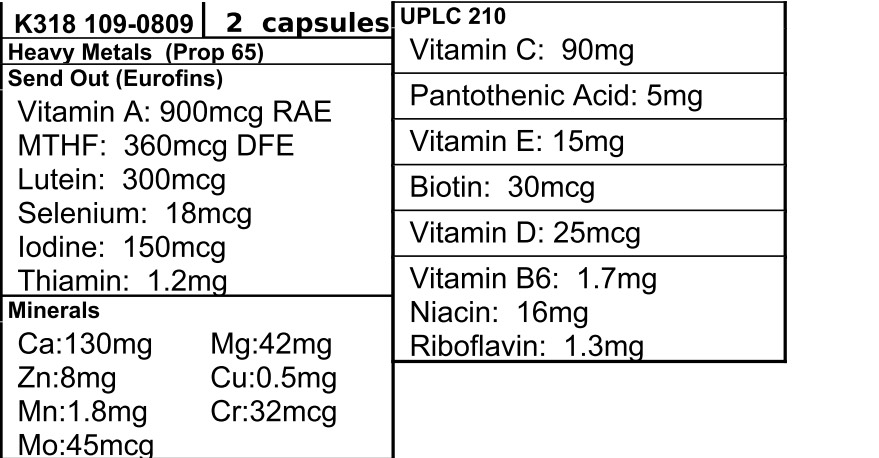 K318 109-0809 2 capsules
Heavy Metals (Prop 65)
Send Out (Eurofins)
Vitamin A: 900mcg RAE
MTHF: 360mcg DFE
Lutein: 300mcg
Selenium: 18mcg
Iodine: 150mcg
Thiamin: 1.2mg
Minerals
Ca:130mg Mg:42mg
Zn:8mg Cu:0.5mg
Mn:1.8mg Cr:32mcg
Mo:45mcg
UPLC 210
Vitamin C: 90mg
Pantothenic Acid: 5mg
Vitamin E: 15mg
Biotin: 30mcg
Vitamin D: 25mcg
Vitamin B6: 1.7mg
Niacin: 16mg
Riboflavin: 1.3mg